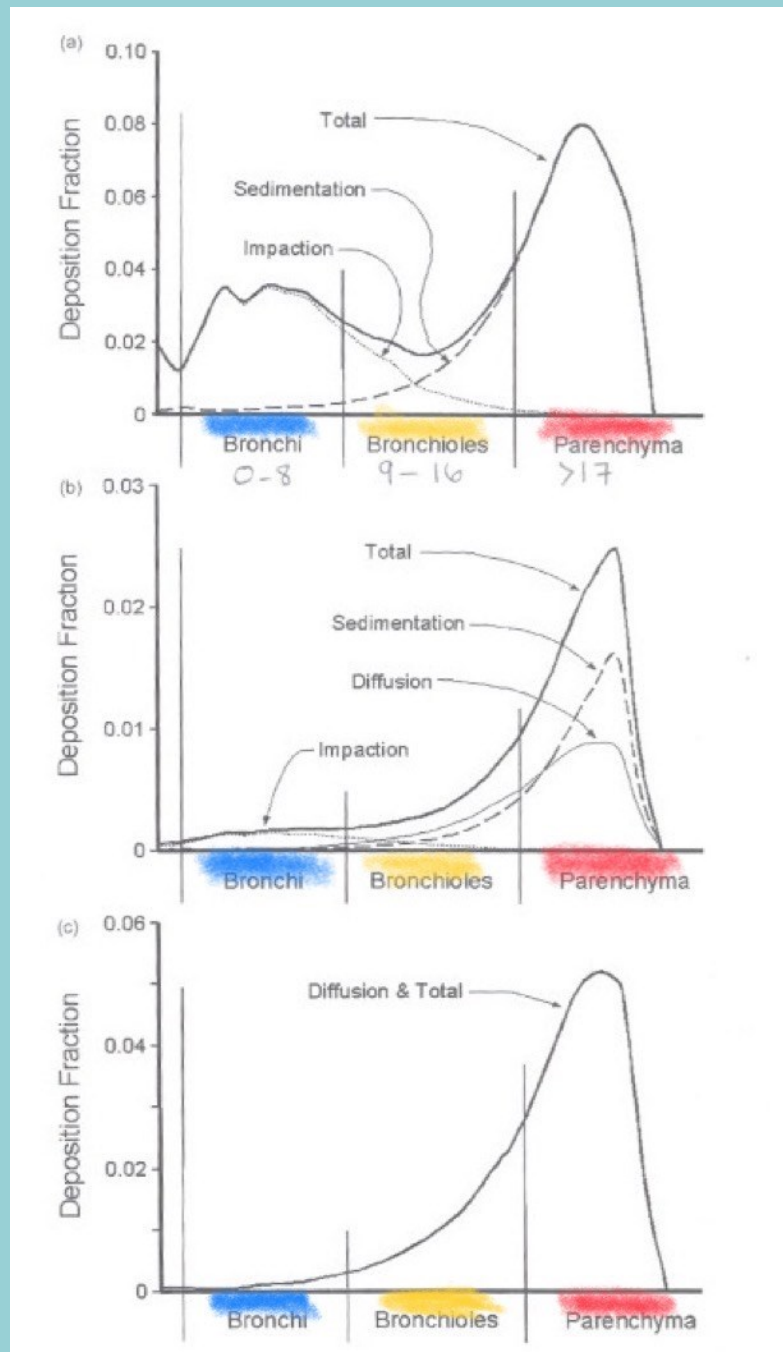 (a)
0.10
0.08
0.06
0.04
0.02
0
Deposition Fraction
Total
Sedimentation
Impaction
Bronchi Bronchioles Parenchyma
0-8 9-16 >17
(b)
0.03
0.02
0.01
0
Deposition Fraction
Total
Sedimentation
Diffusion
Impaction
Bronchi Bronchioles Parenchyma
(c)
0.06
0.04
0.02
0
Deposition Fraction
Diffusion & Total
Bronchi Bronchioles Parenchyma